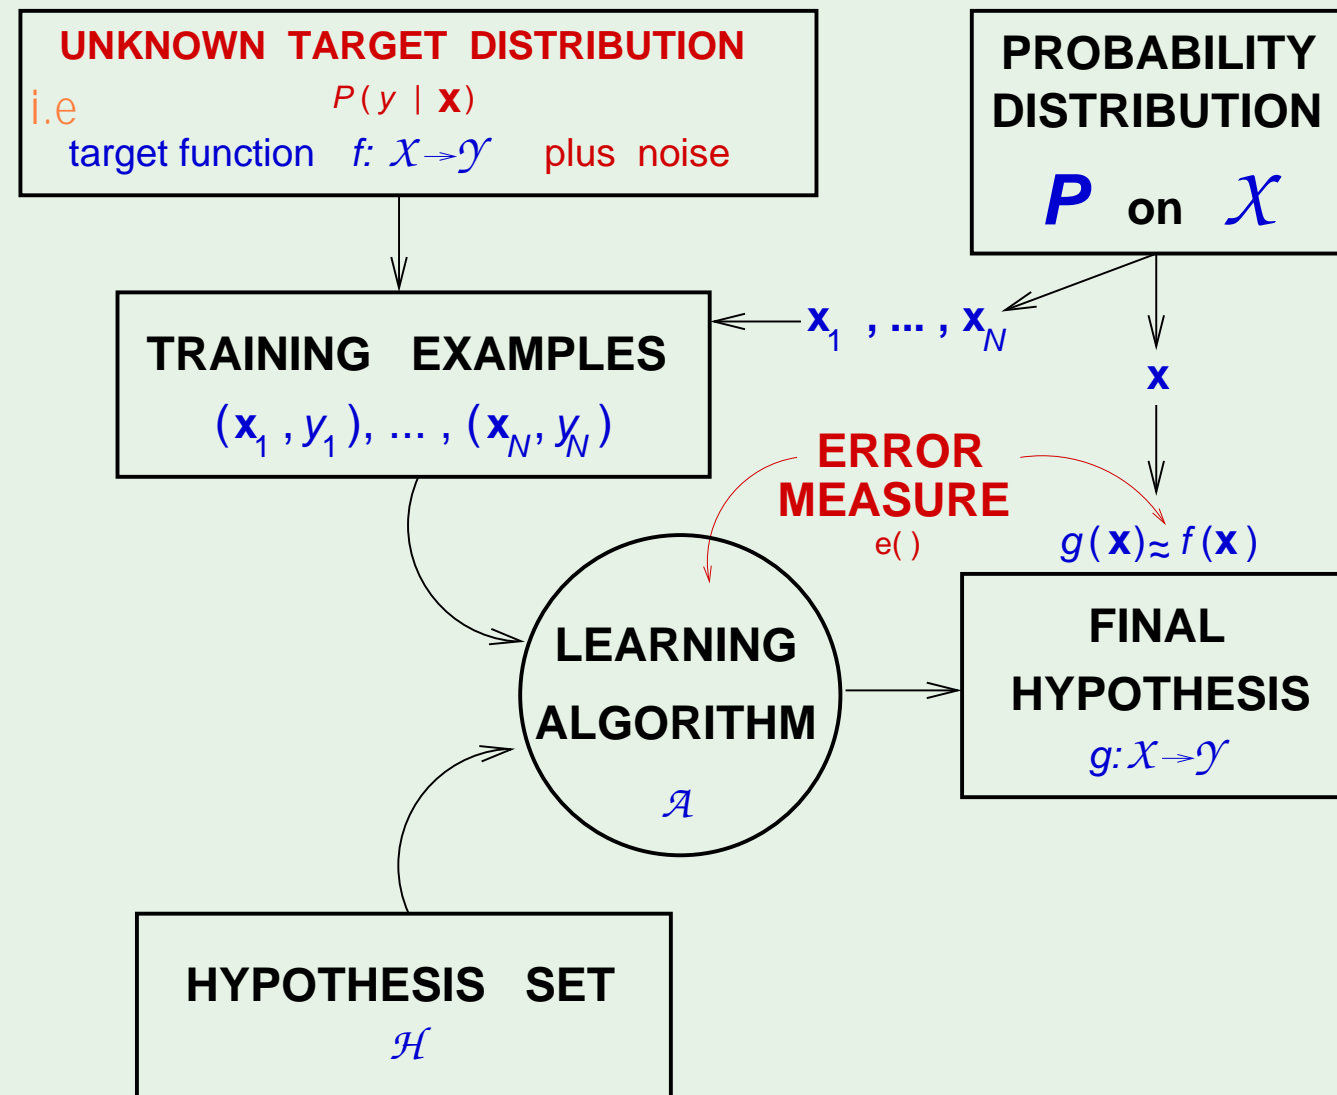 UNKNOWN TARGET DISTRIBUTION
i.e
P(y | x)
target function f: X→Y plus noise
PROBABILITY
DISTRIBUTION
P on X
x1 , ... , xN
TRAINING EXAMPLES
(x1 , y1), ... , (xN, yN)
x
ERROR
MEASURE
e( )
g(x) ≈ f(x)
LEARNING
ALGORITHM
A
FINAL
HYPOTHESIS
g: X→Y
HYPOTHESIS SET
H